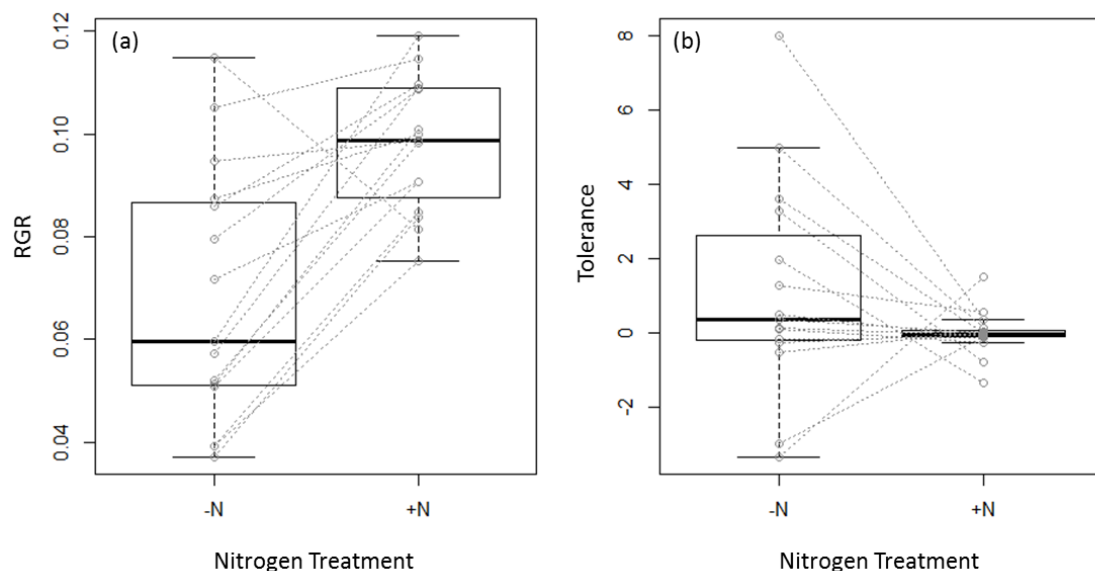 (a)
RGR
0.12
0.10
0.08
0.06
0.04
-N
+N
Nitrogen Treatment
(b)
Tolerance
8
6
4
2
0
-2
-N
+N
Nitrogen Treatment